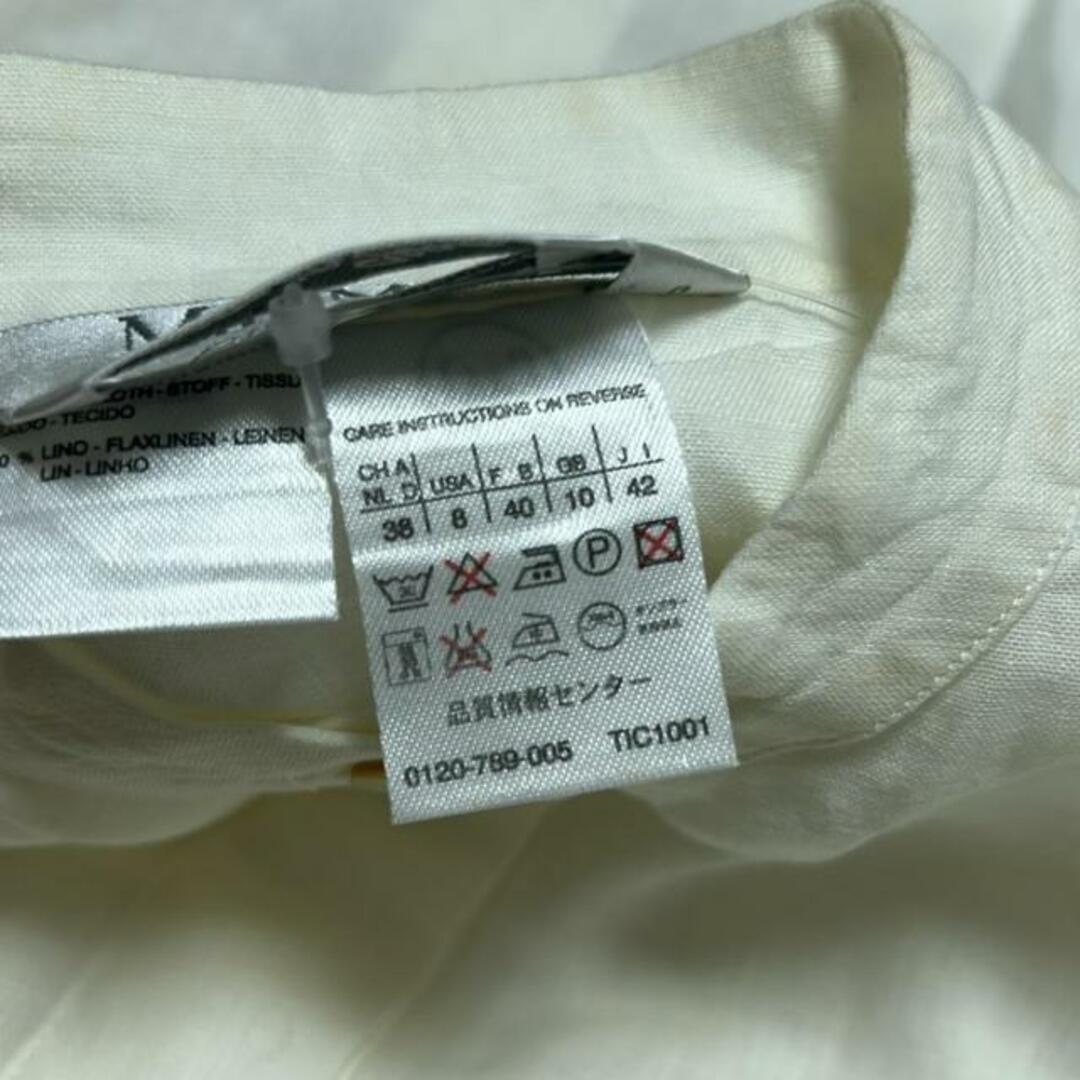 OTH-STOFF-TISSU
-TECIDO
% LINO - FLAXLINEN - LEINEN
LIN-LINHO
CARE INSTRUCTIONS ON REVERSE
CH A NL D USA F B GB J I
38 8 40 10 42
P
品質情報センター
0120-789-005 TIC1001